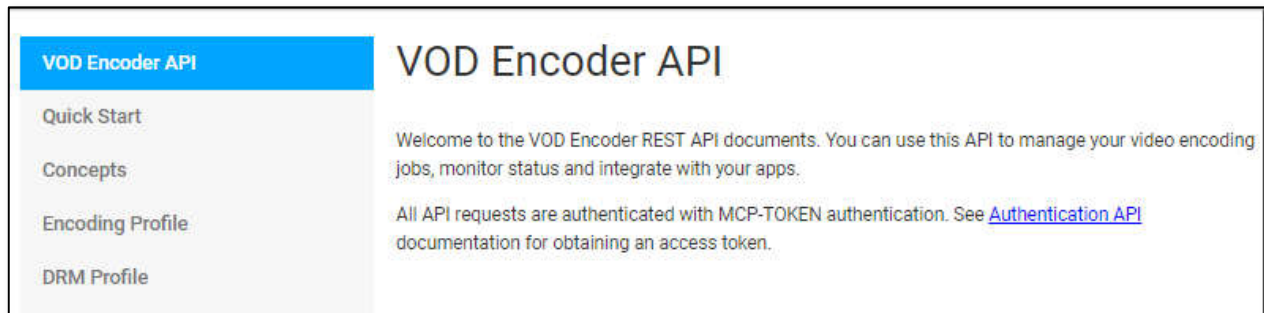 VOD Encoder API
Quick Start
Concepts
Encoding Profile
DRM Profile
VOD Encoder API
Welcome to the VOD Encoder REST API documents. You can use this API to manage your video encoding
jobs, monitor status and integrate with your apps.
All API requests are authenticated with MCP-TOKEN authentication. See Authentication API
documentation for obtaining an access token.